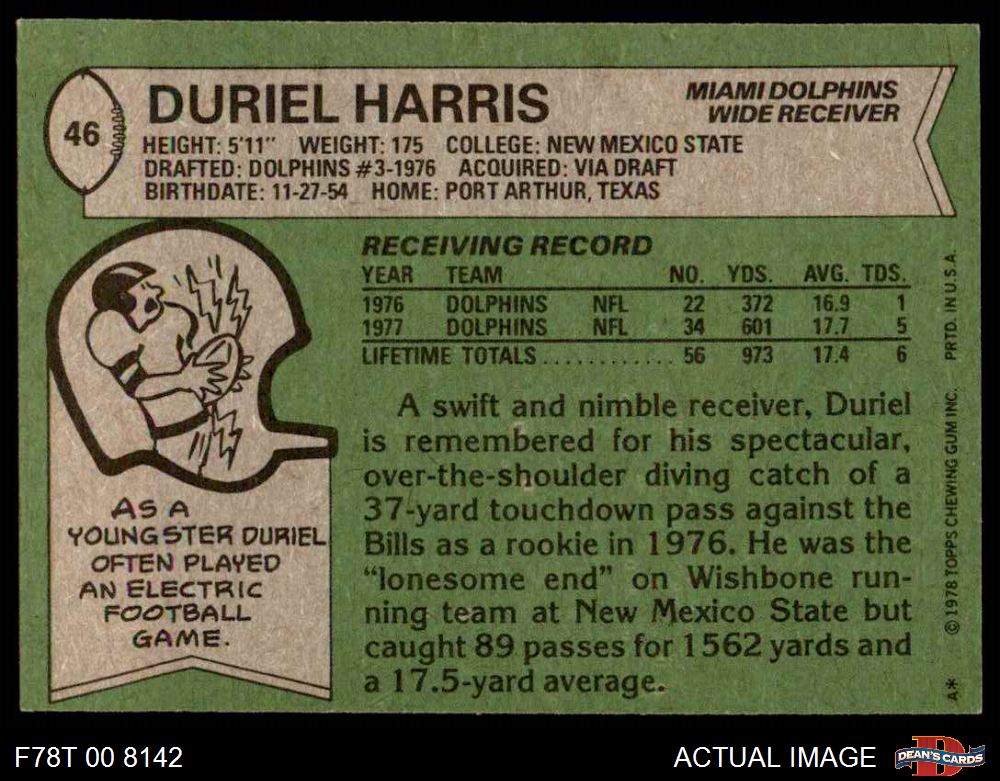 46
DURIEL HARRIS
MIAMI DOLPHINS
WIDE RECEIVER
HEIGHT: 5'11" WEIGHT: 175 COLLEGE: NEW MEXICO STATE
DRAFTED: DOLPHINS #3-1976 ACQUIRED: VIA DRAFT
BIRTHDATE: 11-27-54 HOME: PORT ARTHUR, TEXAS
RECEIVING RECORD
YEAR TEAM NO. YDS. AVG. TDS.
1976 DOLPHINS NFL 22 372 16.9 1
1977 DOLPHINS NFL 34 601 17.7 5
LIFETIME TOTALS ............ 56 973 17.4 6
A swift and nimble receiver, Duriel
is remembered for his spectacular,
over-the-shoulder diving catch of a
37-yard touchdown pass against the
Bills as a rookie in 1976. He was the
“lonesome end” on Wishbone run-
ning team at New Mexico State but
caught 89 passes for 1562 yards and
a 17.5-yard average.
AS A
YOUNGSTER DURIEL
OFTEN PLAYED
AN ELECTRIC
FOOTBALL
GAME.
A* ©1978 TOPPS CHEWING GUM INC. PRTD. IN U.S.A.
F78T 00 8142
ACTUAL IMAGE
D
DEAN'S CARDS